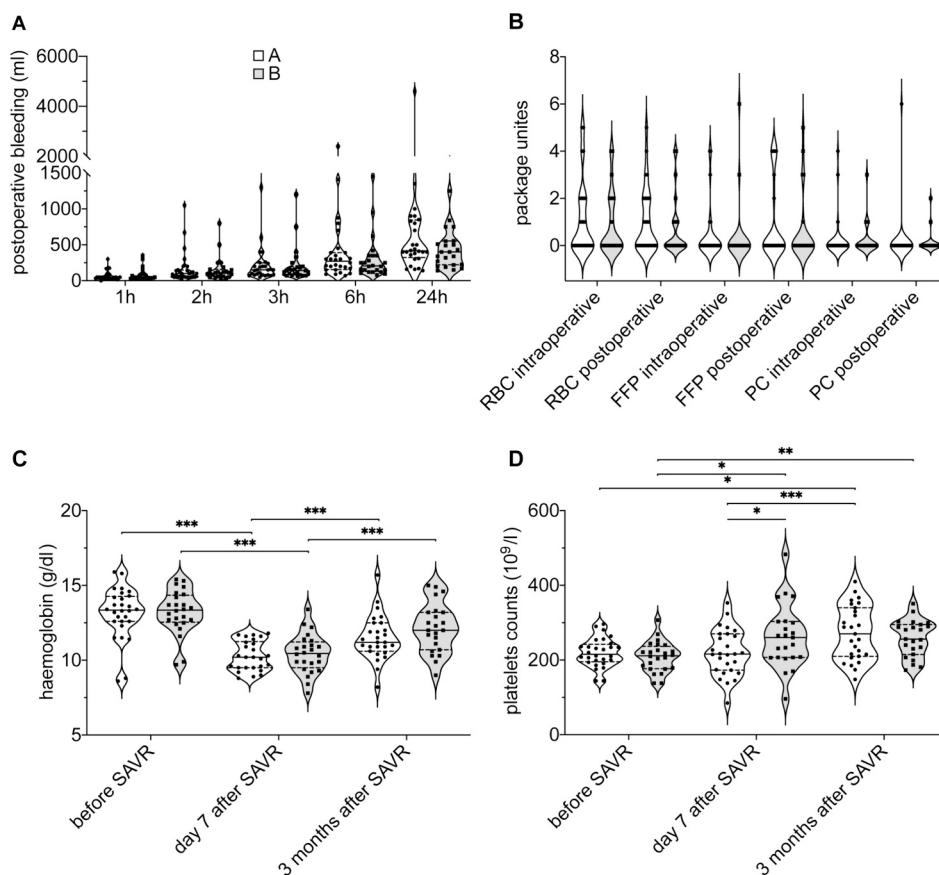 A
postoperative bleeding (ml)
6000
4000
2000
1500
1000
500
0
A
B
1h
2h
3h
6h
24h
B
package unites
8
6
4
2
0
RBC intraoperative
RBC postoperative
FFP intraoperative
FFP postoperative
PC intraoperative
PC postoperative
C
haemoglobin (g/dl)
20
15
10
5
***
***
***
***
before SAVR
day 7 after SAVR
3 months after SAVR
D
platelets counts (10⁹/l)
600
400
200
0
**
*
*
***
*
before SAVR
day 7 after SAVR
3 months after SAVR